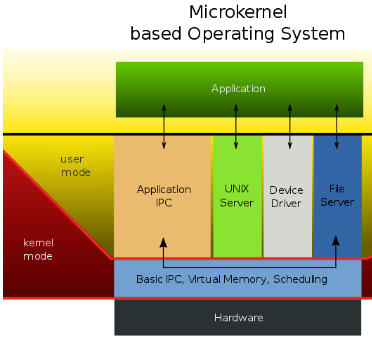 Microkernel
based Operating System
Application
user
mode
Application
IPC
UNIX
Server
Device
Driver
File
Server
kernel
mode
Basic IPC, Virtual Memory, Scheduling
Hardware